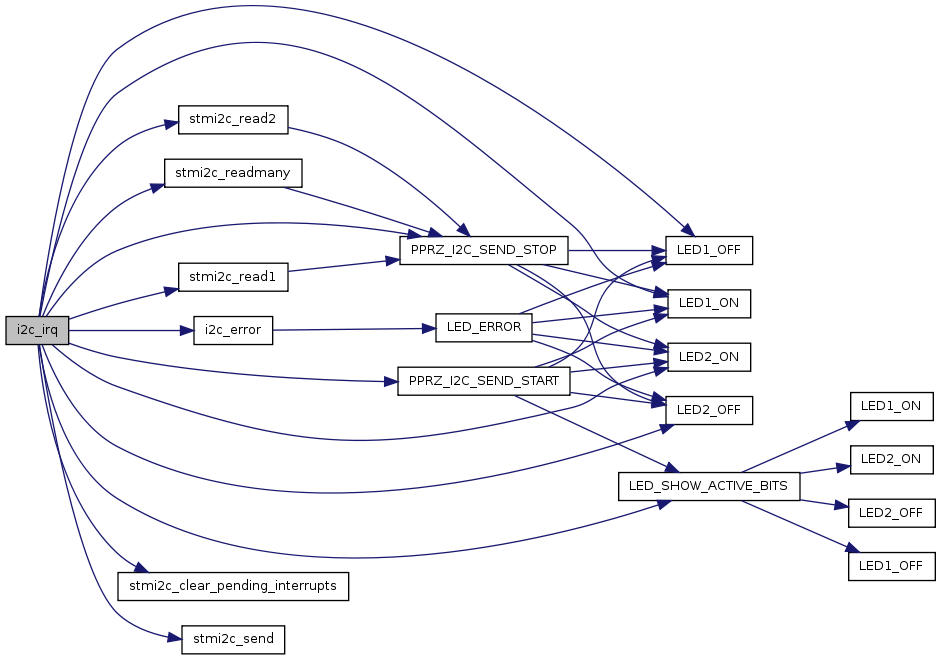 stmi2c_read2
stmi2c_readmany
PPRZ_I2C_SEND_STOP
LED1_OFF
stmi2c_read1
LED1_ON
i2c_irq
i2c_error
LED_ERROR
LED2_ON
PPRZ_I2C_SEND_START
LED2_OFF
LED1_ON
LED2_ON
LED_SHOW_ACTIVE_BITS
LED2_OFF
LED1_OFF
stmi2c_clear_pending_interrupts
stmi2c_send